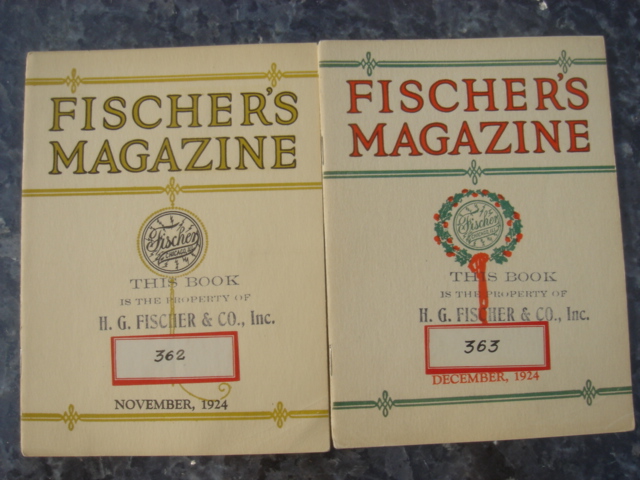 FISCHER'S
MAGAZINE
Fischer
CHICAGO
THIS BOOK
IS THE PROPERTY OF
H. G. FISCHER & CO., Inc.
362
NOVEMBER, 1924
FISCHER'S
MAGAZINE
Fischer
CHICAGO
THIS BOOK
IS THE PROPERTY OF
H. G. FISCHER & CO., Inc.
363
DECEMBER, 1924